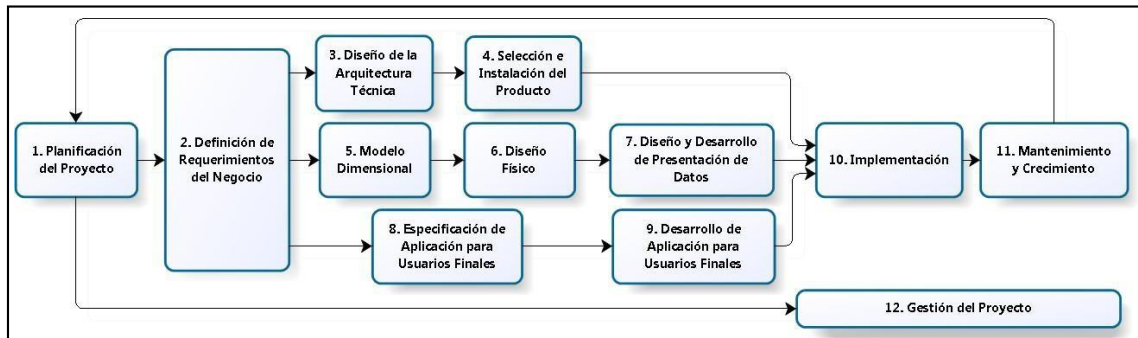 1. Planificación
del Proyecto
2. Definición de
Requerimientos
del Negocio
3. Diseño de la
Arquitectura
Técnica
4. Selección e
Instalación del
Producto
5. Modelo
Dimensional
6. Diseño
Físico
7. Diseño y Desarrollo
de Presentación de
Datos
8. Especificación de
Aplicación para
Usuarios Finales
9. Desarrollo de
Aplicación para
Usuarios Finales
10. Implementación
11. Mantenimiento
y Crecimiento
12. Gestión del Proyecto